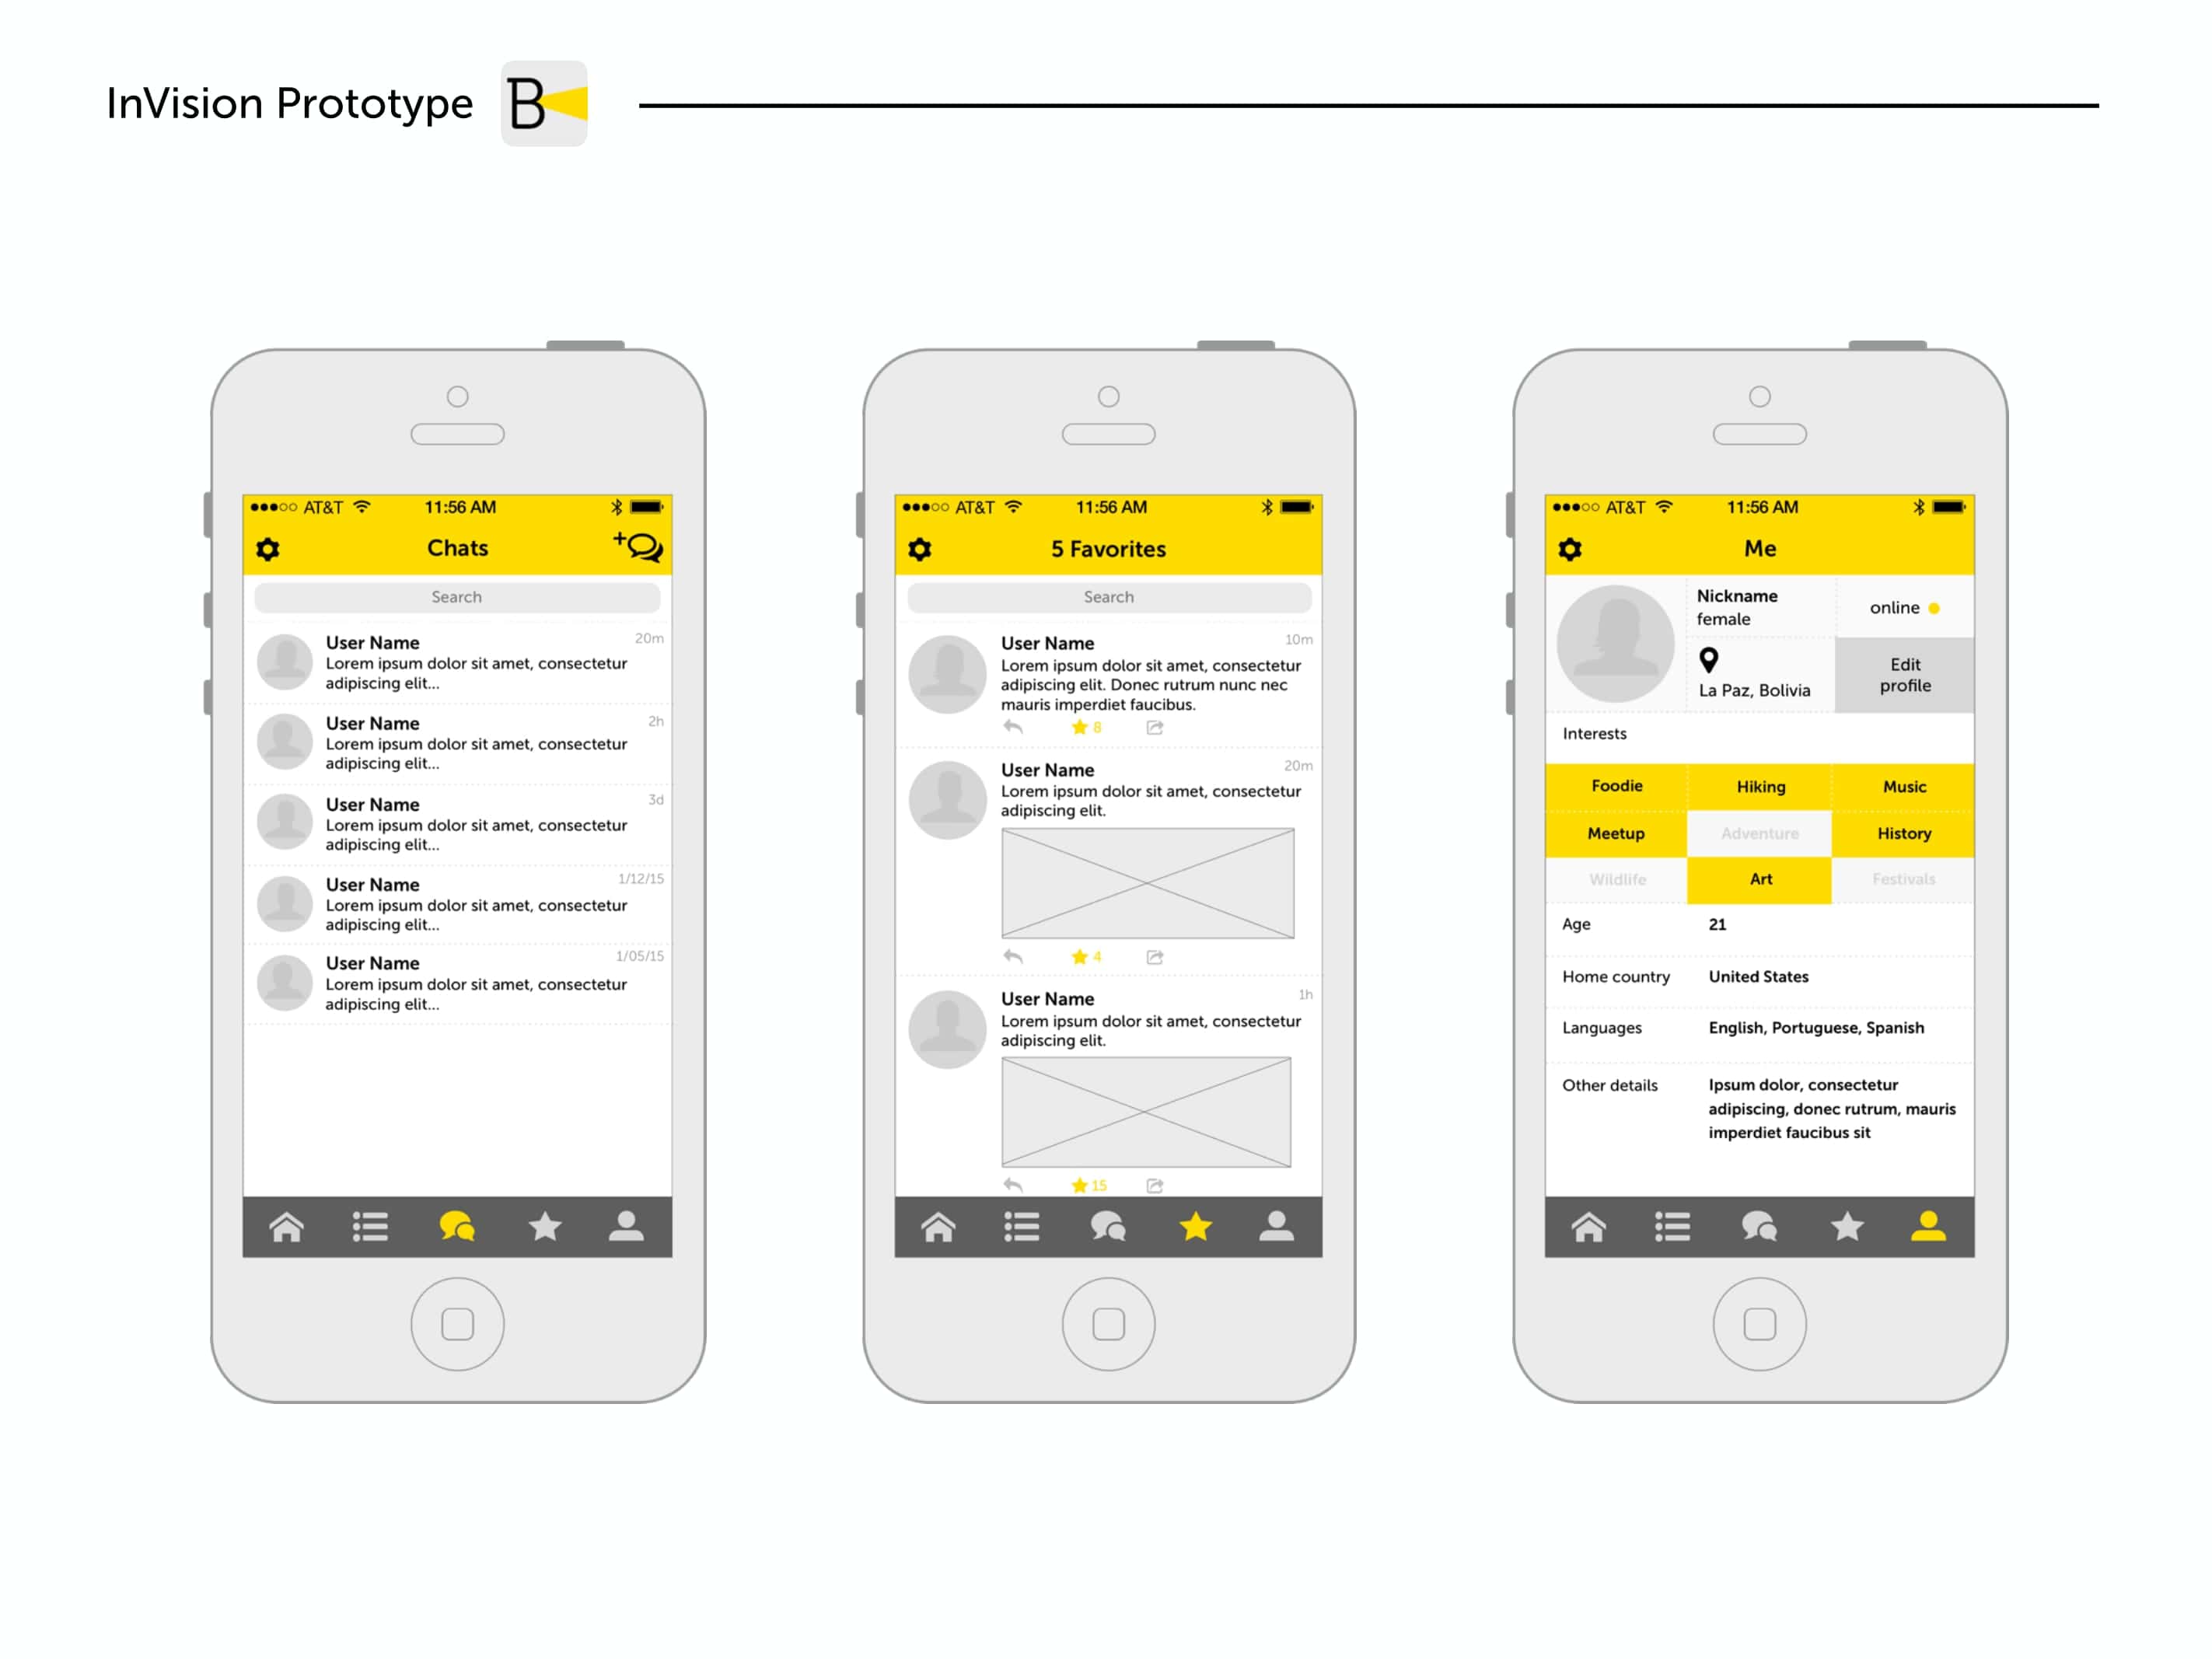 InVision Prototype B
AT&T 11:56 AM
Chats
Search
User Name 20m
Lorem ipsum dolor sit amet, consectetur
adipiscing elit...
User Name 2h
Lorem ipsum dolor sit amet, consectetur
adipiscing elit...
User Name 3d
Lorem ipsum dolor sit amet, consectetur
adipiscing elit...
User Name 1/12/15
Lorem ipsum dolor sit amet, consectetur
adipiscing elit...
User Name 1/05/15
Lorem ipsum dolor sit amet, consectetur
adipiscing elit...
AT&T 11:56 AM
5 Favorites
Search
User Name 10m
Lorem ipsum dolor sit amet, consectetur
adipiscing elit. Donec rutrum nunc nec
mauris imperdiet faucibus.
8
User Name 20m
Lorem ipsum dolor sit amet, consectetur
adipiscing elit.
4
User Name 1h
Lorem ipsum dolor sit amet, consectetur
adipiscing elit.
15
AT&T 11:56 AM
Me
Nickname
female
online
La Paz, Bolivia
Edit
profile
Interests
Foodie Hiking Music
Meetup Adventure History
Wildlife Art Festivals
Age 21
Home country United States
Languages English, Portuguese, Spanish
Other details Ipsum dolor, consectetur
adipiscing, donec rutrum, mauris
imperdiet faucibus sit